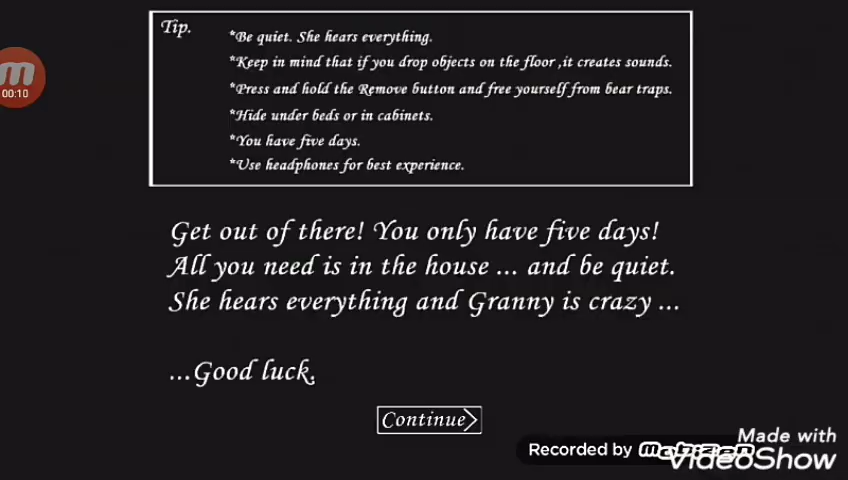 Tip.
*Be quiet. She hears everything.
*Keep in mind that if you drop objects on the floor ,it creates sounds.
*Press and hold the Remove button and free yourself from bear traps.
*Hide under beds or in cabinets.
*You have five days.
*Use headphones for best experience.
00:10
Get out of there! You only have five days!
All you need is in the house ... and be quiet.
She hears everything and Granny is crazy ...
...Good luck.
Continue
Made with
Recorded by
VideoShow